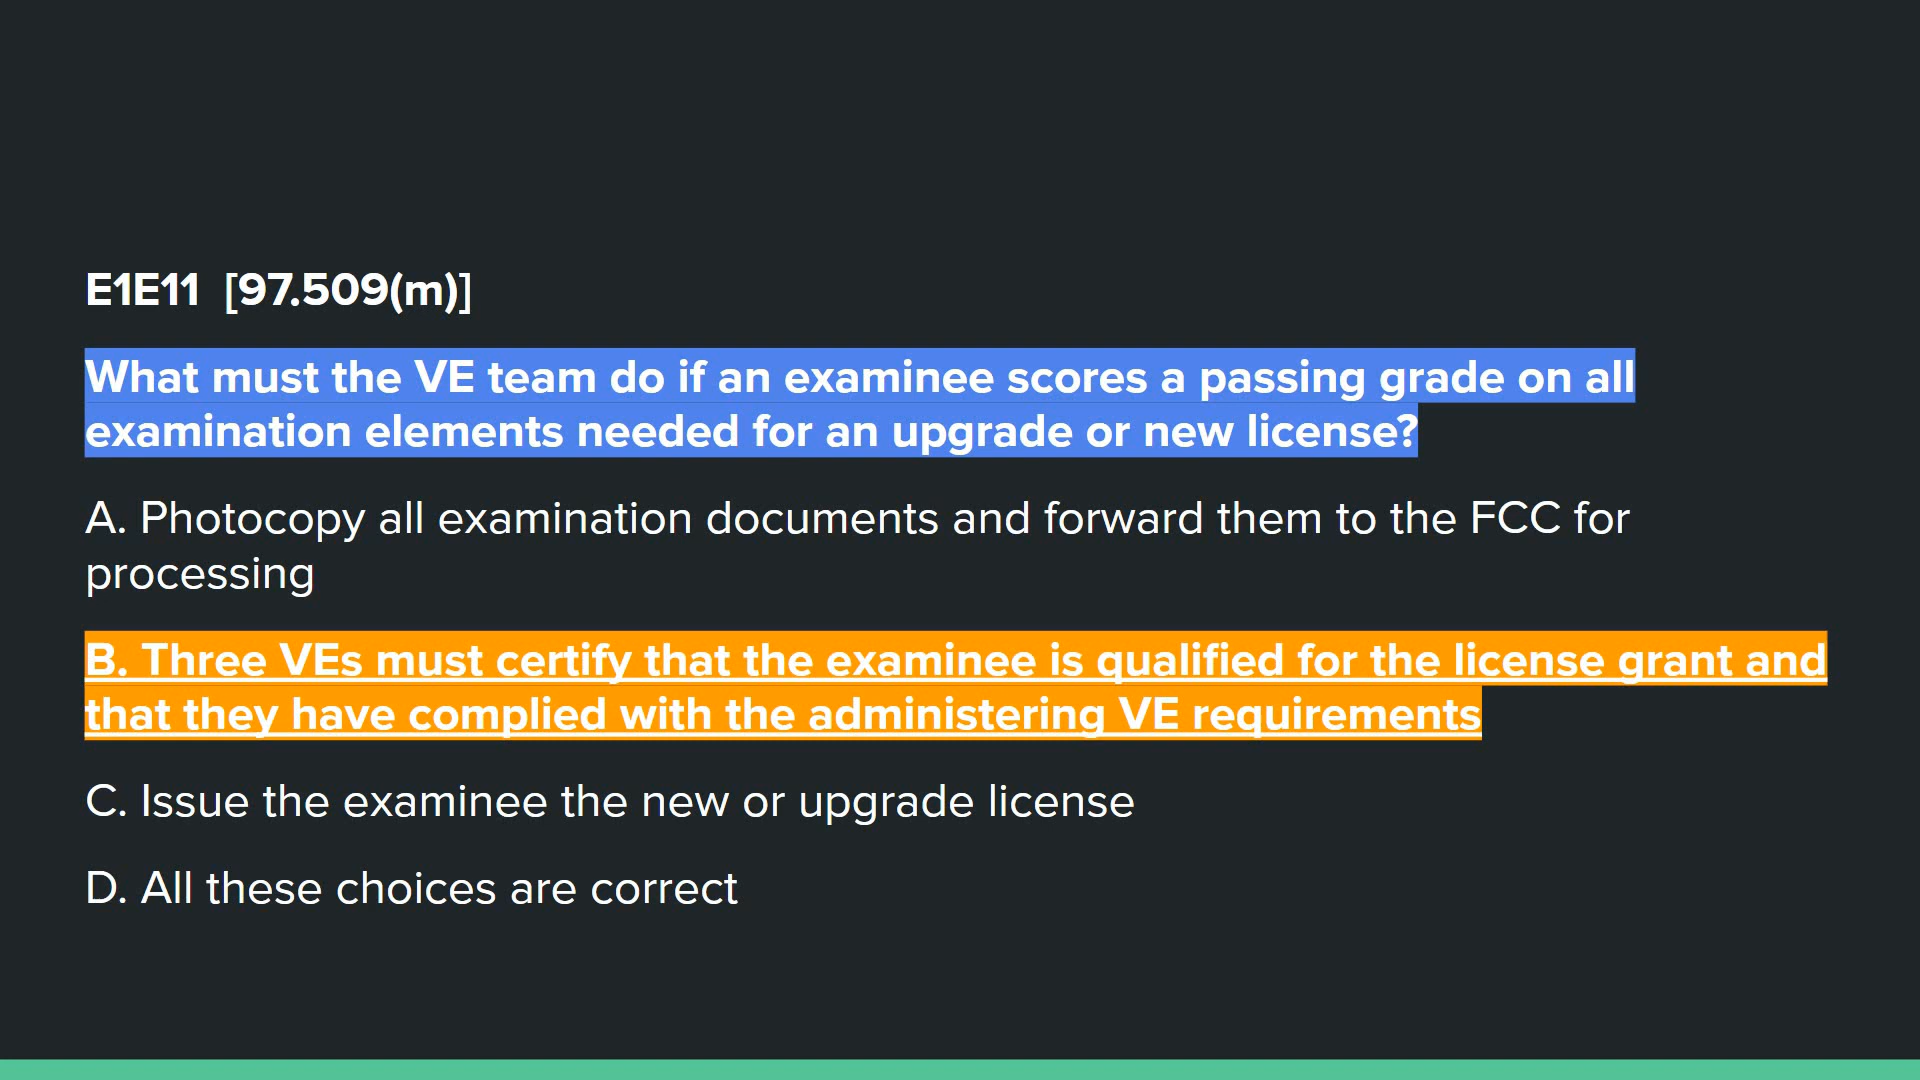 E1E11  [97.509(m)]
What must the VE team do if an examinee scores a passing grade on all
examination elements needed for an upgrade or new license?
A. Photocopy all examination documents and forward them to the FCC for
processing
B. Three VEs must certify that the examinee is qualified for the license grant and
that they have complied with the administering VE requirements
C. Issue the examinee the new or upgrade license
D. All these choices are correct